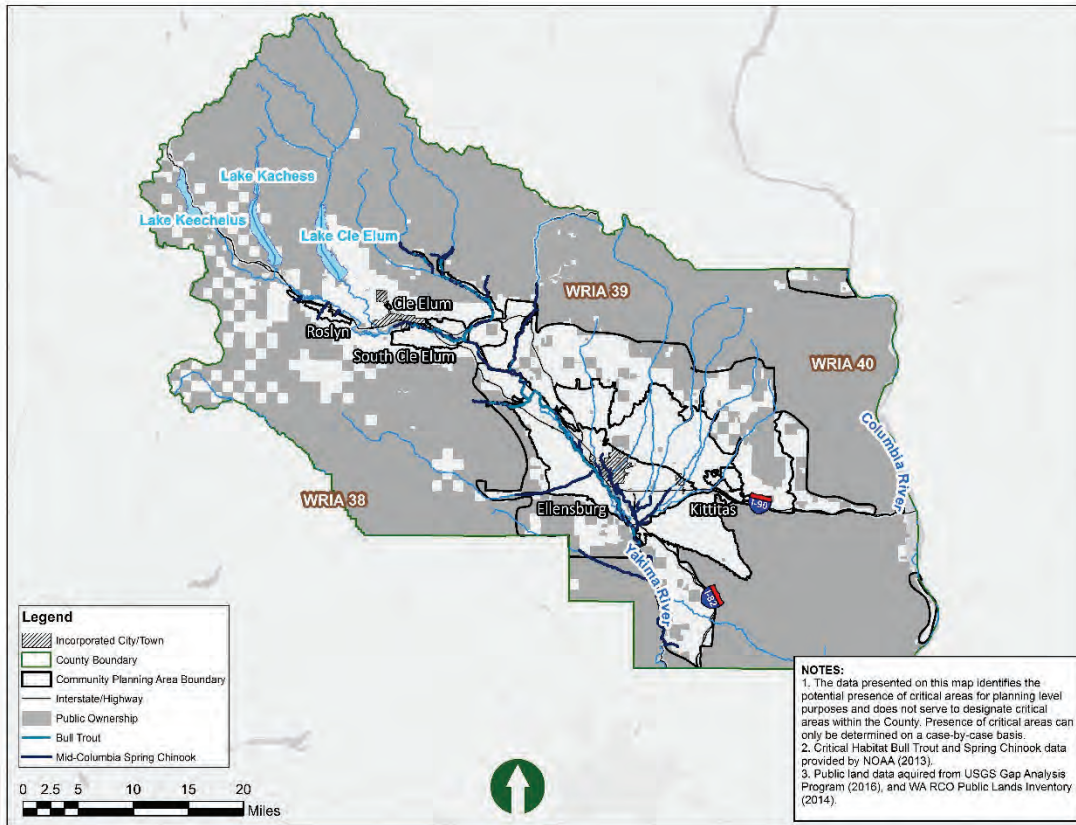 Lake Kachess
Lake Keechelus
Lake Cle Elum
WRIA 39
Cle Elum
Roslyn
South Cle Elum
WRIA 40
Columbia River
WRIA 38
Ellensburg
Kittitas
I-90
Yakima River
I-82
Legend
Incorporated City/Town
County Boundary
Community Planning Area Boundary
Interstate/Highway
Public Ownership
Bull Trout
Mid-Columbia Spring Chinook
0 2.5 5 10 15 20
Miles
NOTES:
1. The data presented on this map identifies the
potential presence of critical areas for planning level
purposes and does not serve to designate critical
areas within the County. Presence of critical areas can
only be determined on a case-by-case basis.
2. Critical Habitat Bull Trout and Spring Chinook data
provided by NOAA (2013).
3. Public land data aquired from USGS Gap Analysis
Program (2016), and WA RCO Public Lands Inventory
(2014).